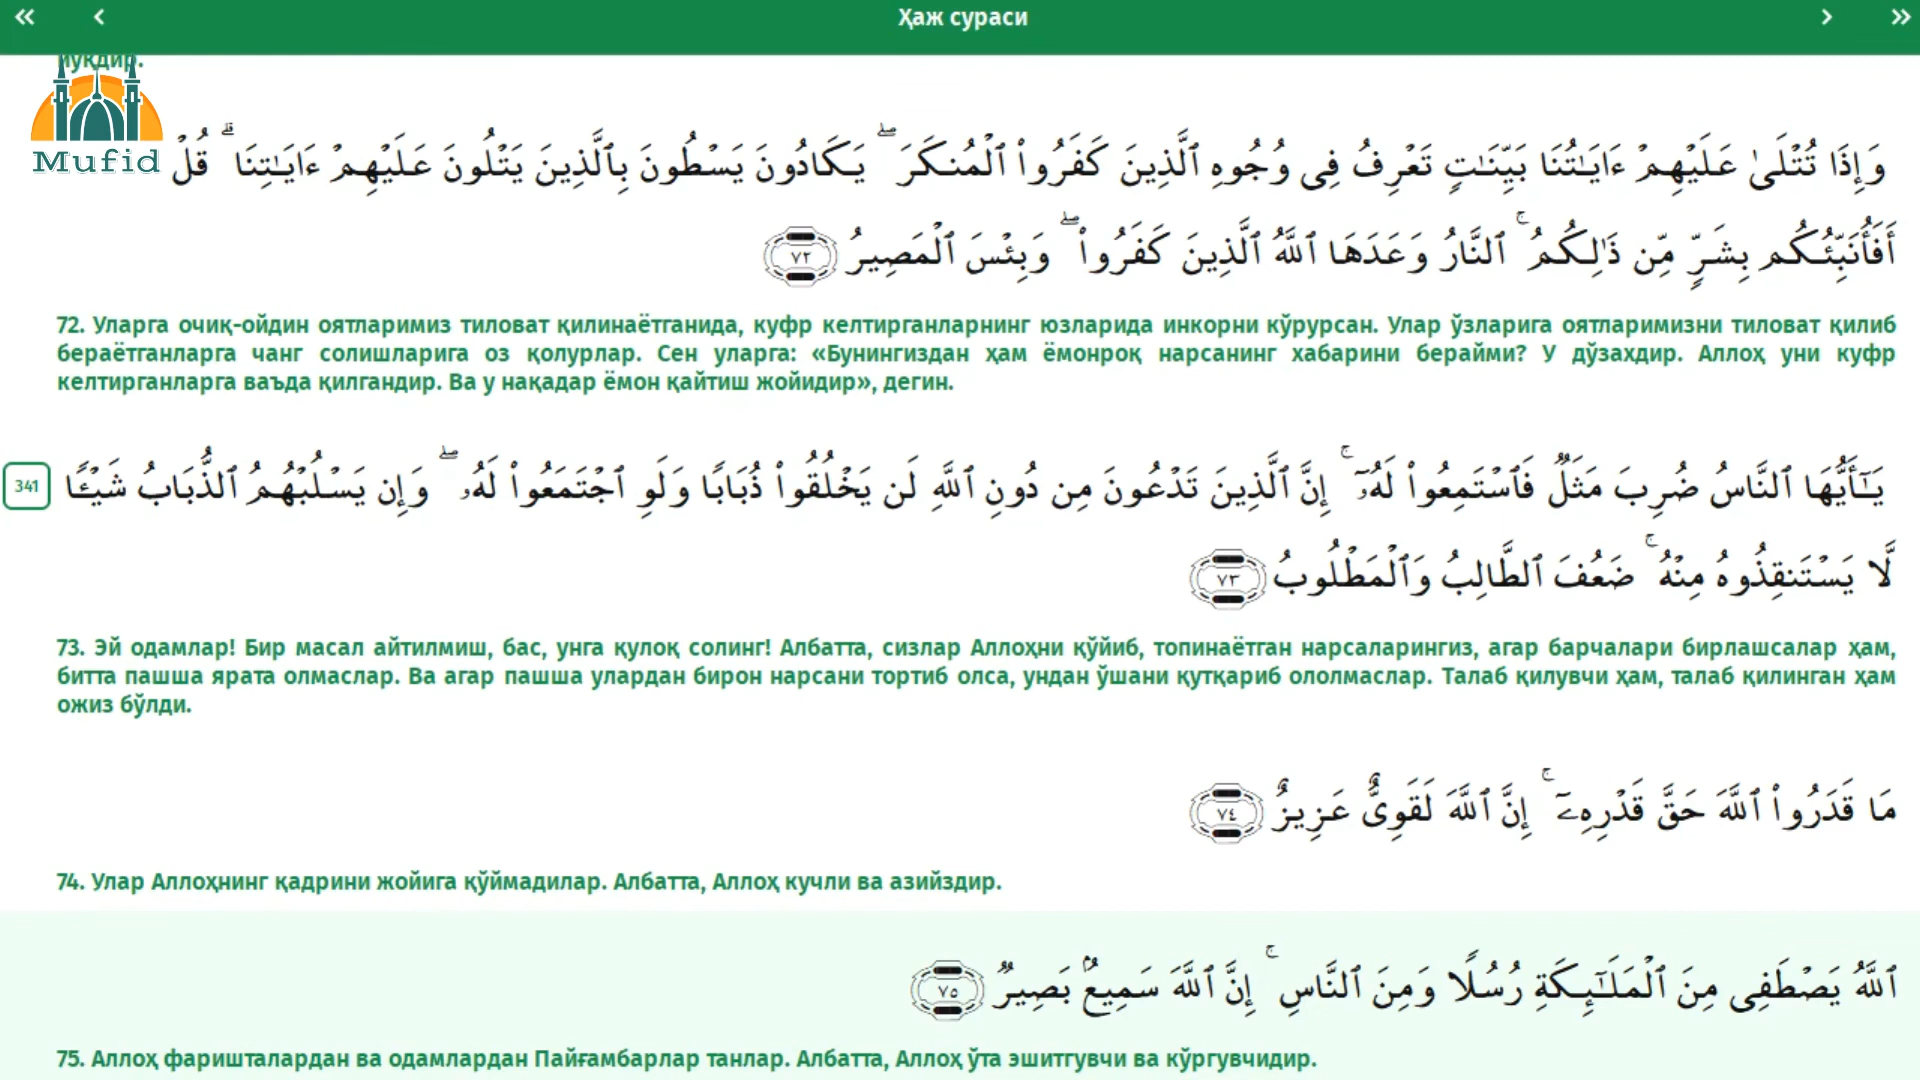 Ҳаж сураси
йўқдир.
Mufid
وَإِذَا تُتْلَىٰ عَلَيْهِمْ ءَايَـٰتُنَا بَيِّنَـٰتٍ تَعْرِفُ فِى وُجُوهِ ٱلَّذِينَ كَفَرُوا۟ ٱلْمُنكَرَ ۖ يَكَادُونَ يَسْطُونَ بِٱلَّذِينَ يَتْلُونَ عَلَيْهِمْ ءَايَـٰتِنَا ۗ قُلْ
أَفَأُنَبِّئُكُم بِشَرٍّ مِّن ذَٰلِكُمُ ۚ ٱلنَّارُ وَعَدَهَا ٱللَّهُ ٱلَّذِينَ كَفَرُوا۟ ۖ وَبِئْسَ ٱلْمَصِيرُ ٧٢
72. Уларга очиқ-ойдин оятларимиз тиловат қилинаётганида, куфр келтирганларнинг юзларида инкорни кўрурсан. Улар ўзларига оятларимизни тиловат қилиб
бераётганларга чанг солишларига оз қолурлар. Сен уларга: «Бунингиздан ҳам ёмонроқ нарсанинг хабарини берайми? У дўзахдир. Аллоҳ уни куфр
келтирганларга ваъда қилгандир. Ва у нақадар ёмон қайтиш жойидир», дегин.
341
يَـٰٓأَيُّهَا ٱلنَّاسُ ضُرِبَ مَثَلٌ فَٱسْتَمِعُوا۟ لَهُۥٓ ۚ إِنَّ ٱلَّذِينَ تَدْعُونَ مِن دُونِ ٱللَّهِ لَن يَخْلُقُوا۟ ذُبَابًا وَلَوِ ٱجْتَمَعُوا۟ لَهُۥ ۖ وَإِن يَسْلُبْهُمُ ٱلذُّبَابُ شَيْـًٔا
لَّا يَسْتَنقِذُوهُ مِنْهُ ۚ ضَعُفَ ٱلطَّالِبُ وَٱلْمَطْلُوبُ ٧٣
73. Эй одамлар! Бир масал айтилмиш, бас, унга қулоқ солинг! Албатта, сизлар Аллоҳни қўйиб, топинаётган нарсаларингиз, агар барчалари бирлашсалар ҳам,
битта пашша ярата олмаслар. Ва агар пашша улардан бирон нарсани тортиб олса, ундан ўшани қутқариб ололмаслар. Талаб қилувчи ҳам, талаб қилинган ҳам
ожиз бўлди.
مَا قَدَرُوا۟ ٱللَّهَ حَقَّ قَدْرِهِۦٓ ۚ إِنَّ ٱللَّهَ لَقَوِىٌّ عَزِيزٌ ٧٤
74. Улар Аллоҳнинг қадрини жойига қўймадилар. Албатта, Аллоҳ кучли ва азийздир.
ٱللَّهُ يَصْطَفِى مِنَ ٱلْمَلَـٰٓئِكَةِ رُسُلًا وَمِنَ ٱلنَّاسِ ۚ إِنَّ ٱللَّهَ سَمِيعٌۢ بَصِيرٌ ٧٥
75. Аллоҳ фаришталардан ва одамлардан Пайғамбарлар танлар. Албатта, Аллоҳ ўта эшитгувчи ва кўргувчидир.